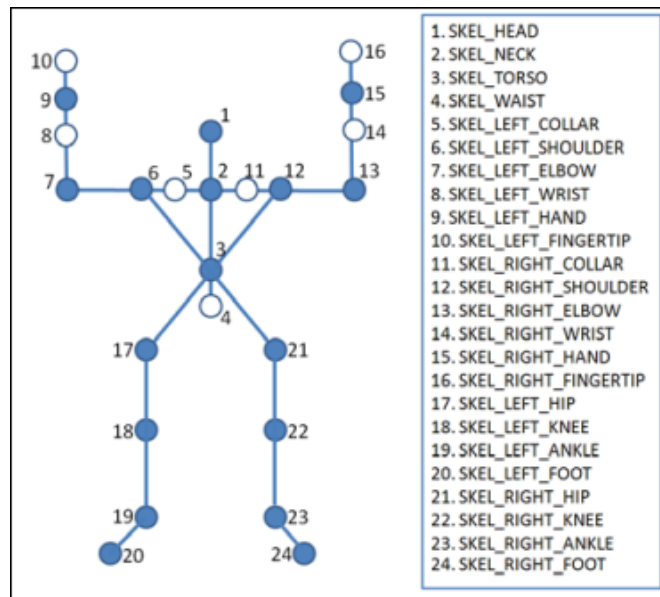 10
16
9
15
1
8
14
7
6
5
2
11
12
13
3
4
17
21
18
22
19
23
20
24
1. SKEL_HEAD
2. SKEL_NECK
3. SKEL_TORSO
4. SKEL_WAIST
5. SKEL_LEFT_COLLAR
6. SKEL_LEFT_SHOULDER
7. SKEL_LEFT_ELBOW
8. SKEL_LEFT_WRIST
9. SKEL_LEFT_HAND
10. SKEL_LEFT_FINGERTIP
11. SKEL_RIGHT_COLLAR
12. SKEL_RIGHT_SHOULDER
13. SKEL_RIGHT_ELBOW
14. SKEL_RIGHT_WRIST
15. SKEL_RIGHT_HAND
16. SKEL_RIGHT_FINGERTIP
17. SKEL_LEFT_HIP
18. SKEL_LEFT_KNEE
19. SKEL_LEFT_ANKLE
20. SKEL_LEFT_FOOT
21. SKEL_RIGHT_HIP
22. SKEL_RIGHT_KNEE
23. SKEL_RIGHT_ANKLE
24. SKEL_RIGHT_FOOT